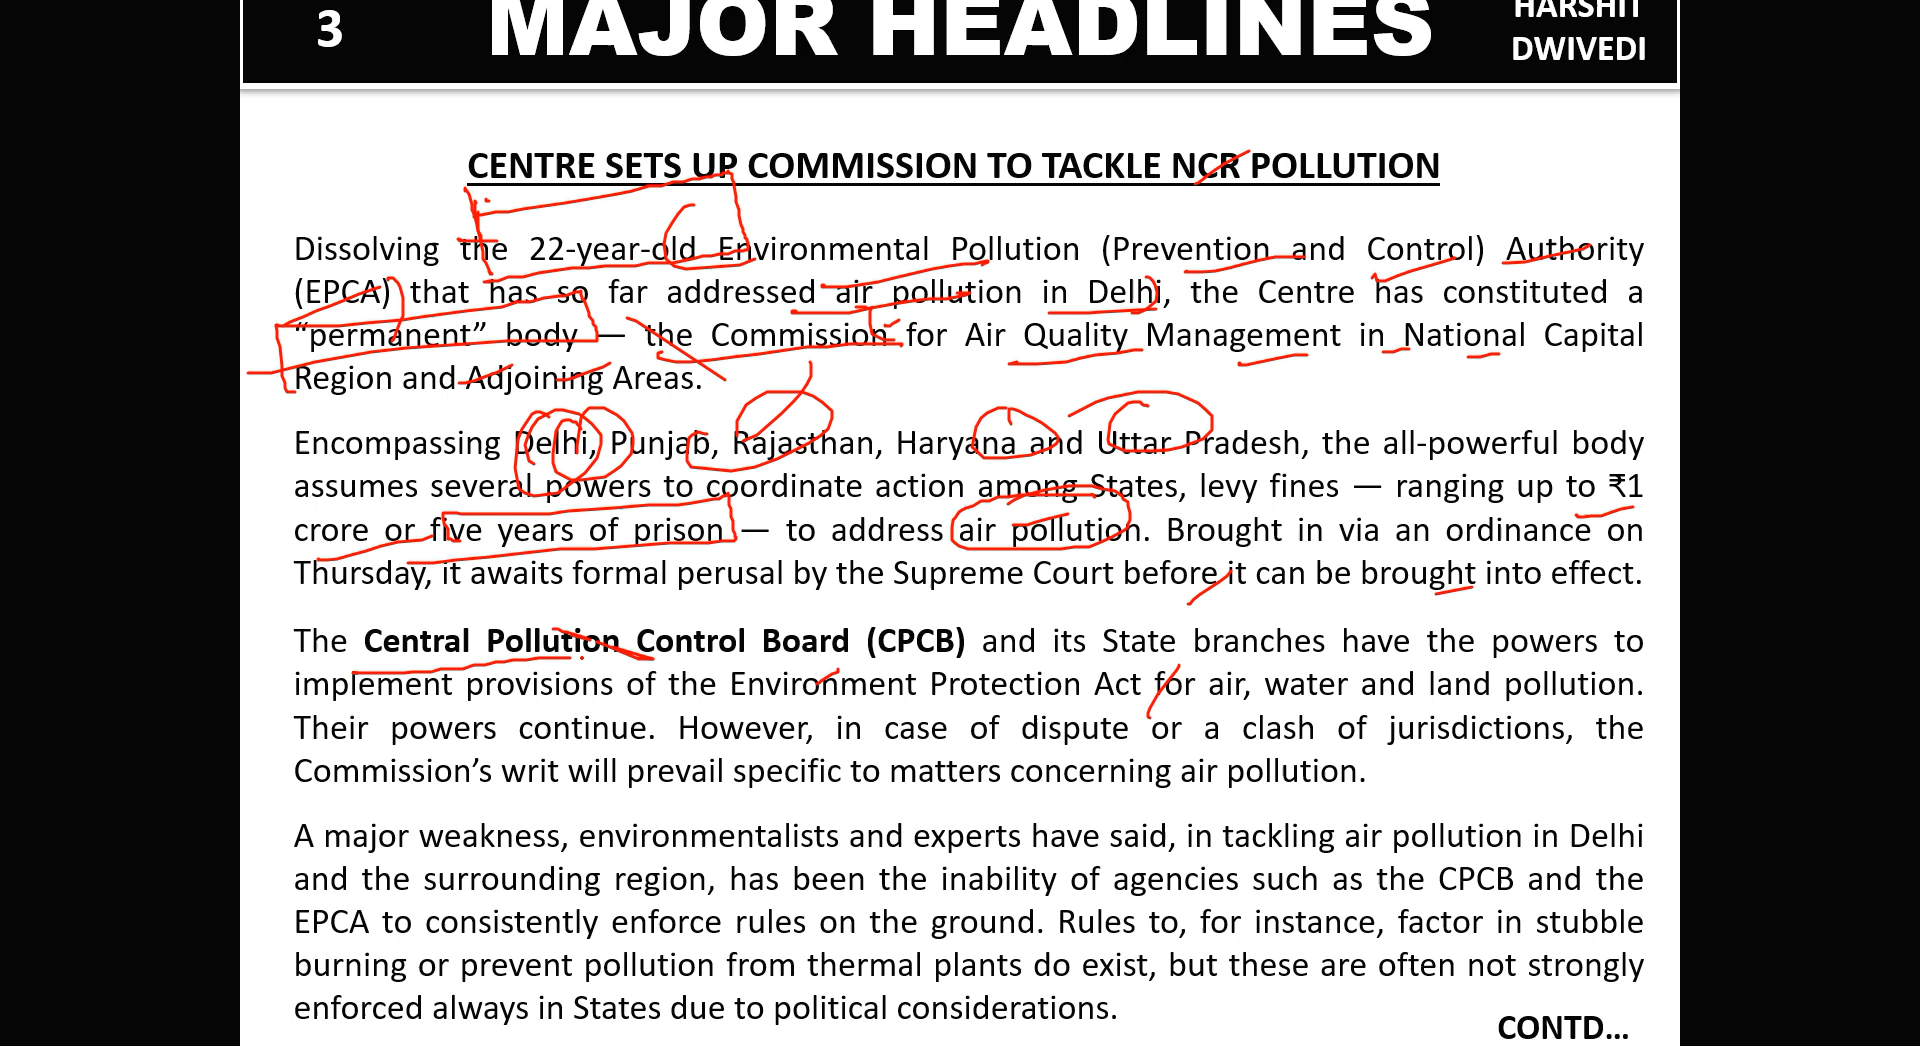 3
MAJOR HEADLINES
HARSHIT
DWIVEDI
CENTRE SETS UP COMMISSION TO TACKLE NCR POLLUTION
Dissolving the 22-year-old Environmental Pollution (Prevention and Control) Authority
(EPCA) that has so far addressed air pollution in Delhi, the Centre has constituted a
“permanent” body — the Commission for Air Quality Management in National Capital
Region and Adjoining Areas.
Encompassing Delhi, Punjab, Rajasthan, Haryana and Uttar Pradesh, the all-powerful body
assumes several powers to coordinate action among States, levy fines — ranging up to ₹1
crore or five years of prison — to address air pollution. Brought in via an ordinance on
Thursday, it awaits formal perusal by the Supreme Court before it can be brought into effect.
The Central Pollution Control Board (CPCB) and its State branches have the powers to
implement provisions of the Environment Protection Act for air, water and land pollution.
Their powers continue. However, in case of dispute or a clash of jurisdictions, the
Commission’s writ will prevail specific to matters concerning air pollution.
A major weakness, environmentalists and experts have said, in tackling air pollution in Delhi
and the surrounding region, has been the inability of agencies such as the CPCB and the
EPCA to consistently enforce rules on the ground. Rules to, for instance, factor in stubble
burning or prevent pollution from thermal plants do exist, but these are often not strongly
enforced always in States due to political considerations.
CONTD...